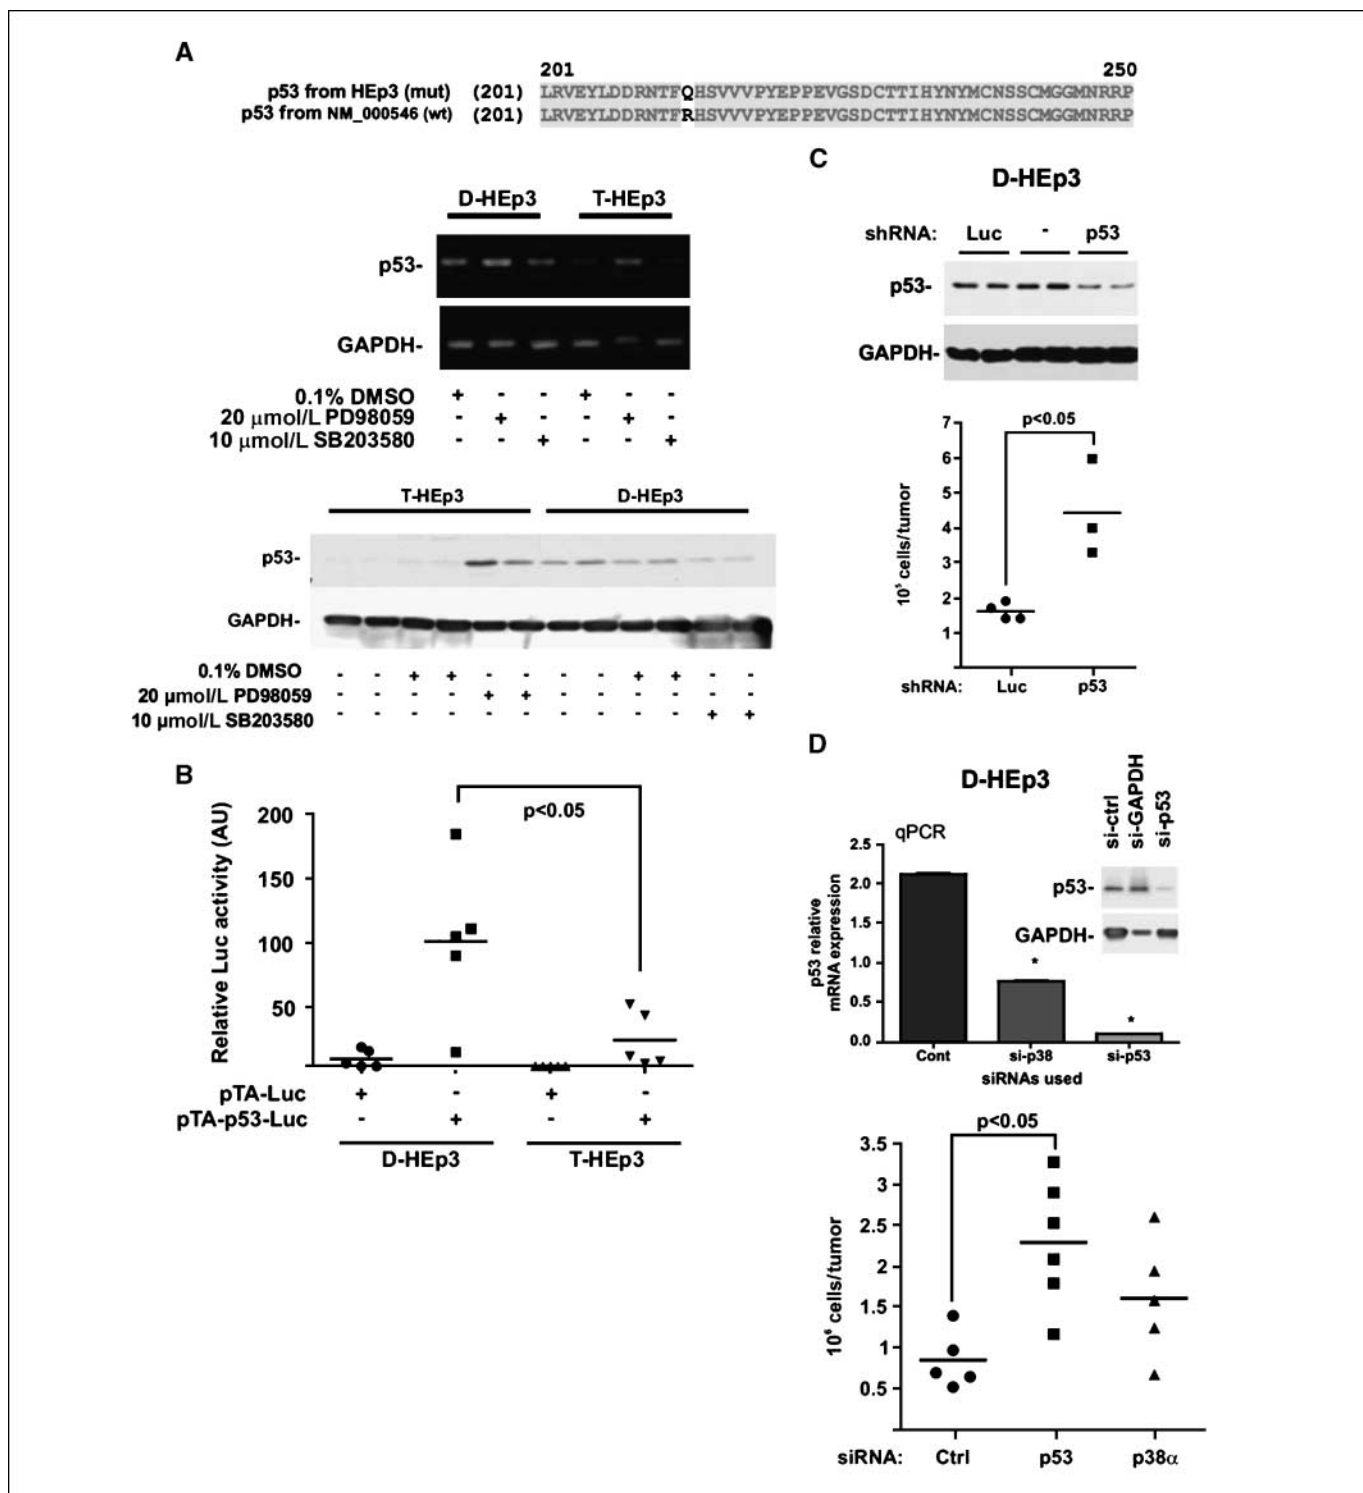 A
201 250
p53 from HEp3 (mut) (201) LRVEYLDDRNTFQHSVVVPYEPPEVGSDCTTIHYNYMCNSSCMGGMNRRP
p53 from NM_000546 (wt) (201) LRVEYLDDRNTFRHSVVVPYEPPEVGSDCTTIHYNYMCNSSCMGGMNRRP
D-HEp3 T-HEp3
p53-
GAPDH-
0.1% DMSO + - - + - -
20 μmol/L PD98059 - + - - + -
10 μmol/L SB203580 - - + - - +
T-HEp3 D-HEp3
p53-
GAPDH-
0.1% DMSO - - + + - - - - + + - -
20 μmol/L PD98059 - - - - + + - - - - - -
10 μmol/L SB203580 - - - - - - - - - - + +
B
p<0.05
Relative Luc activity (AU)
200
150
100
50
pTA-Luc + - + -
pTA-p53-Luc - + - +
D-HEp3 T-HEp3
C
D-HEp3
shRNA: Luc - p53
p53-
GAPDH-
p<0.05
10⁵ cells/tumor
7
6
5
4
3
2
1
shRNA: Luc p53
D
D-HEp3
si-ctrl
si-GAPDH
si-p53
qPCR
p53-
GAPDH-
p53 relative
mRNA expression
2.5
2.0
1.5
1.0
0.5
0.0
*
*
Cont si-p38 si-p53
siRNAs used
p<0.05
10⁶ cells/tumor
3.5
3
2.5
2
1.5
1
0.5
siRNA: Ctrl p53 p38α